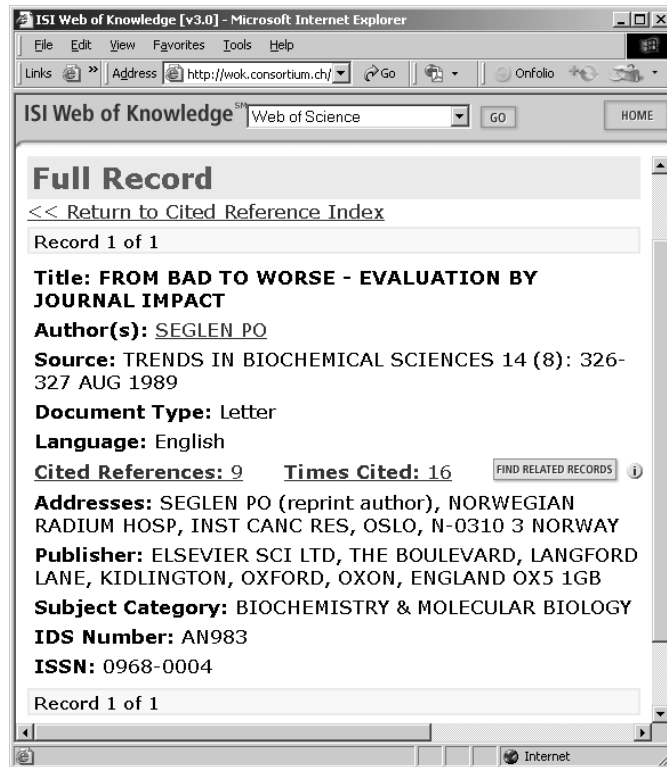 ISI Web of Knowledge [v3.0] - Microsoft Internet Explorer
File Edit View Favorites Tools Help
Links » Address http://wok.consortium.ch/ Go Onfolio
ISI Web of Knowledge SM Web of Science GO HOME
Full Record
<< Return to Cited Reference Index
Record 1 of 1
Title: FROM BAD TO WORSE - EVALUATION BY
JOURNAL IMPACT
Author(s): SEGLEN PO
Source: TRENDS IN BIOCHEMICAL SCIENCES 14 (8): 326-
327 AUG 1989
Document Type: Letter
Language: English
Cited References: 9 Times Cited: 16 FIND RELATED RECORDS i
Addresses: SEGLEN PO (reprint author), NORWEGIAN
RADIUM HOSP, INST CANC RES, OSLO, N-0310 3 NORWAY
Publisher: ELSEVIER SCI LTD, THE BOULEVARD, LANGFORD
LANE, KIDLINGTON, OXFORD, OXON, ENGLAND OX5 1GB
Subject Category: BIOCHEMISTRY & MOLECULAR BIOLOGY
IDS Number: AN983
ISSN: 0968-0004
Record 1 of 1
Internet